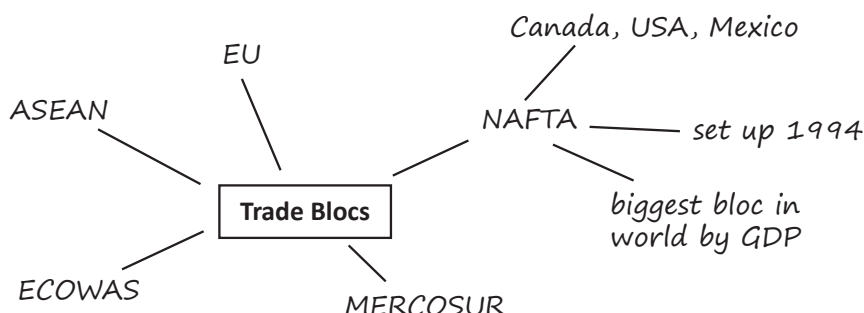 Canada, USA, Mexico
EU
ASEAN
NAFTA
set up 1994
Trade Blocs
biggest bloc in
world by GDP
ECOWAS
MERCOSUR